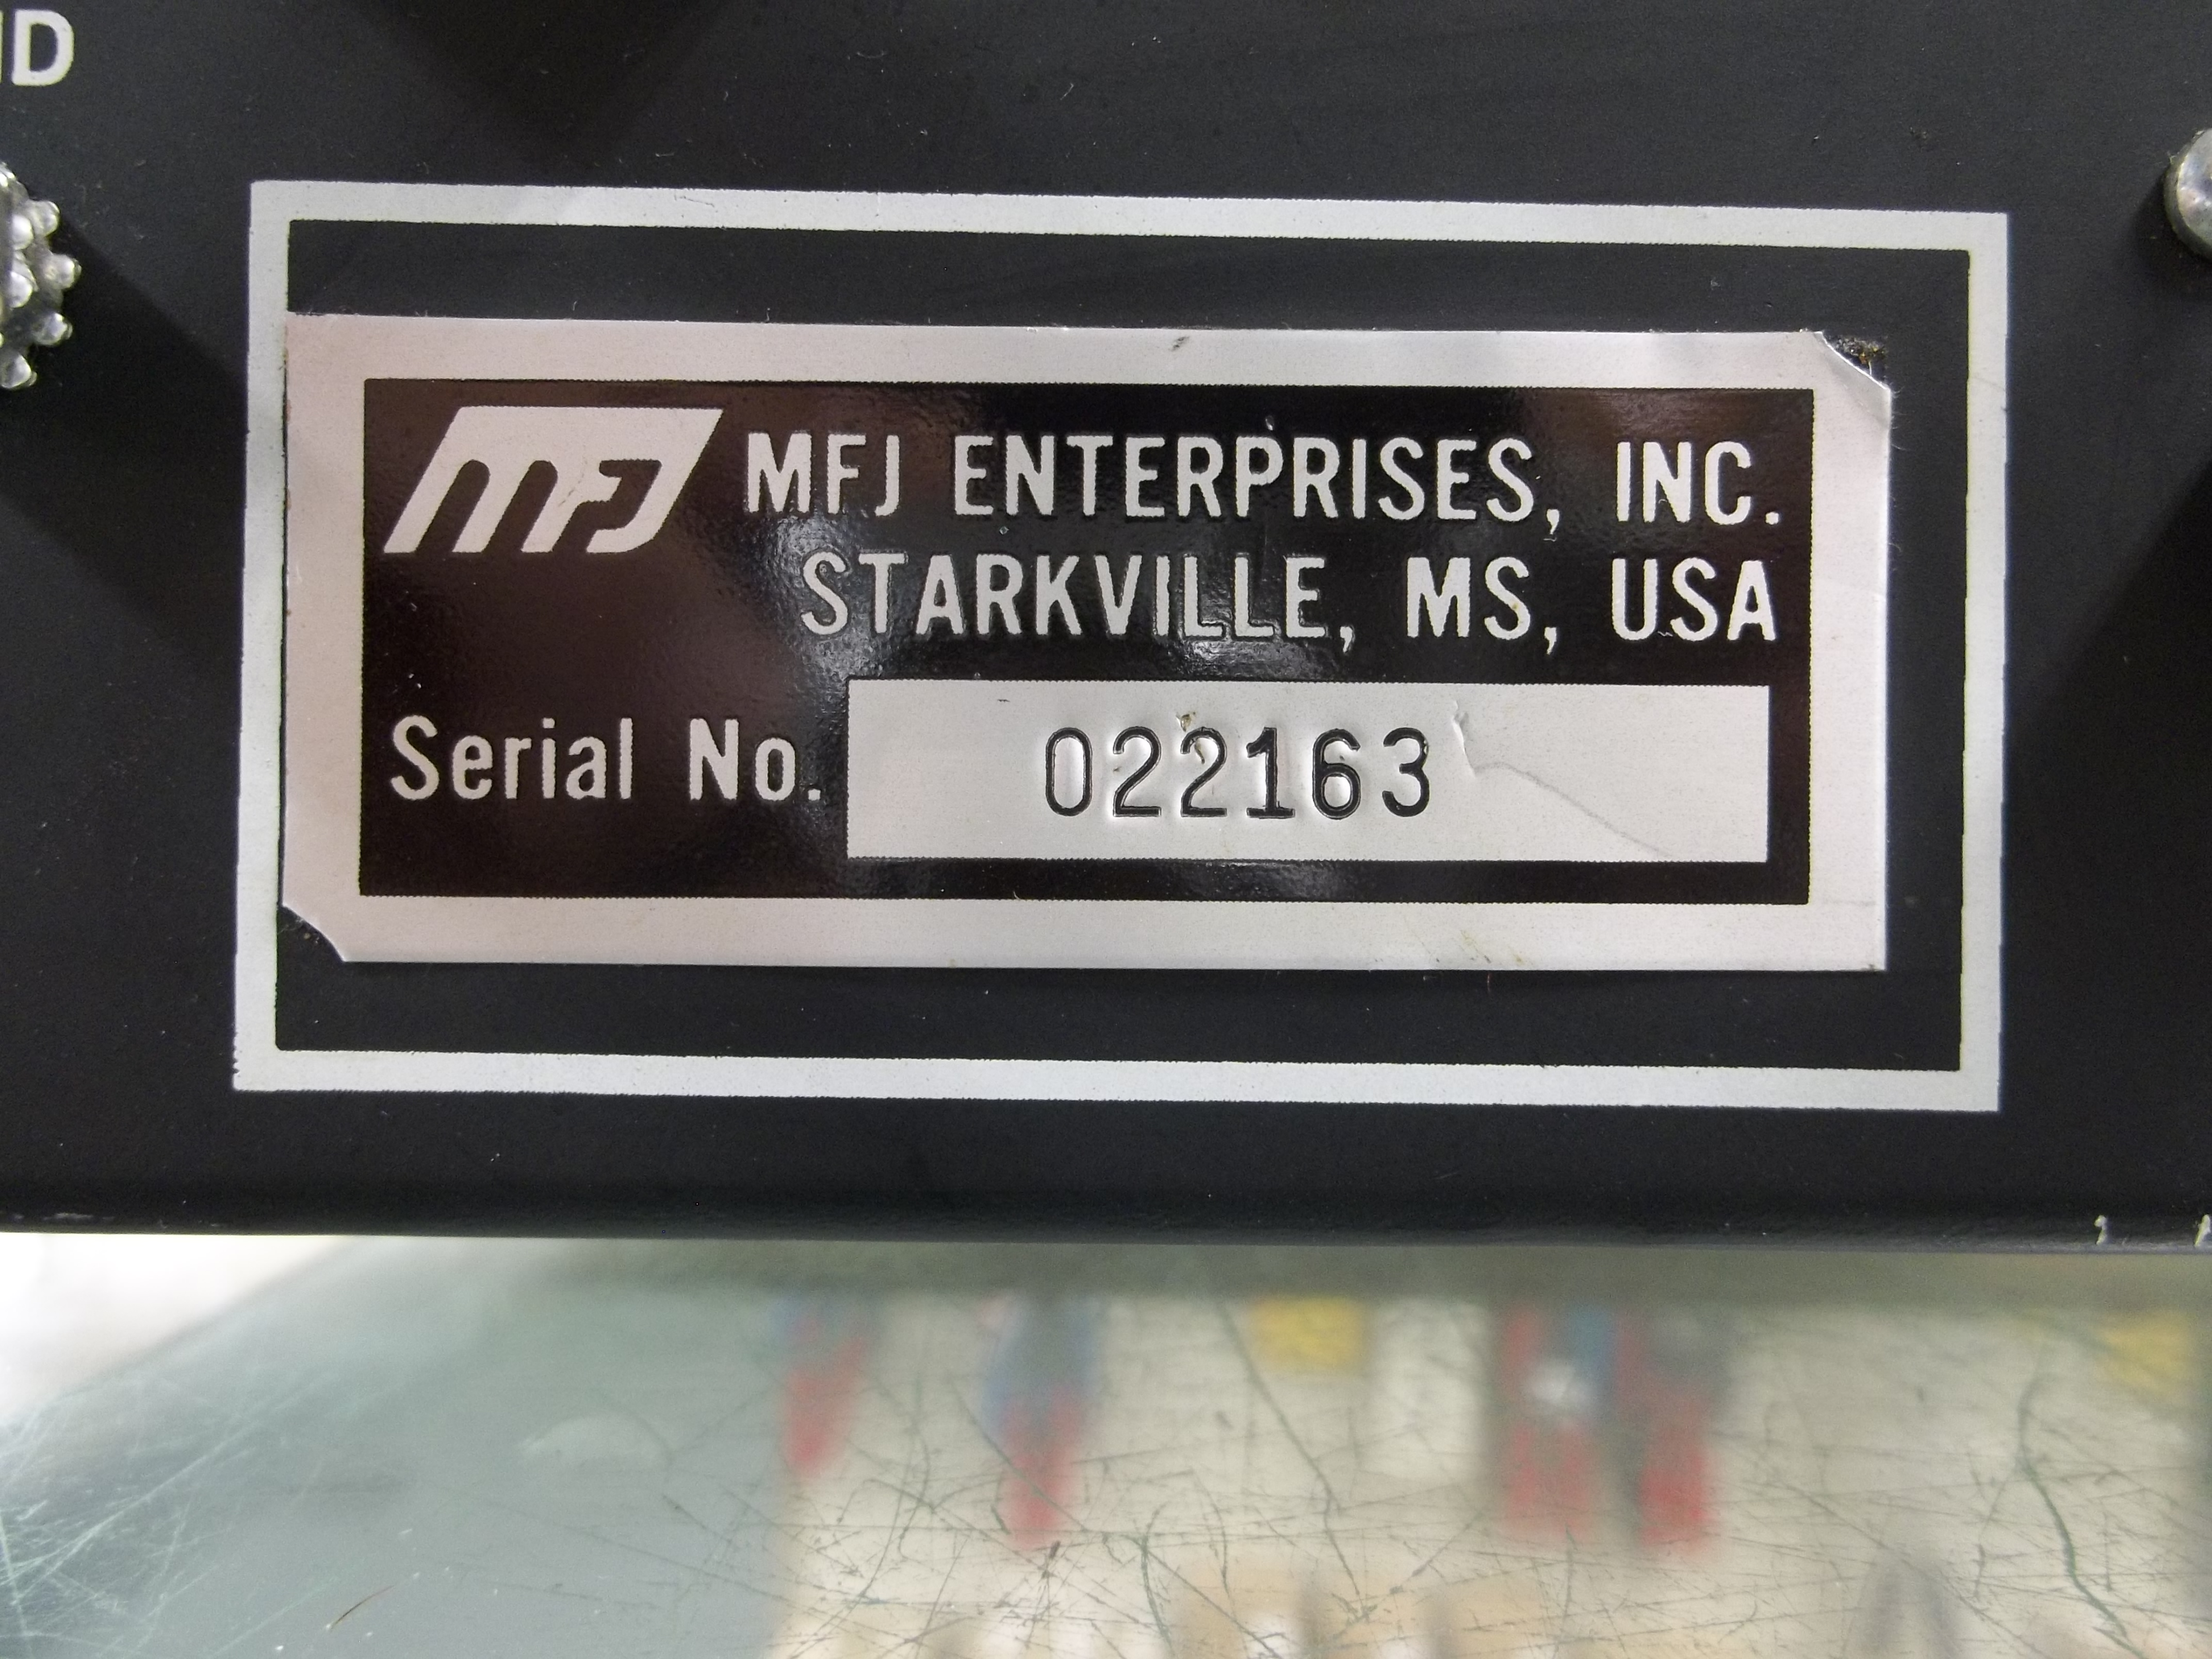 MFJ MFJ ENTERPRISES, INC.
STARKVILLE, MS, USA
Serial No. 022163